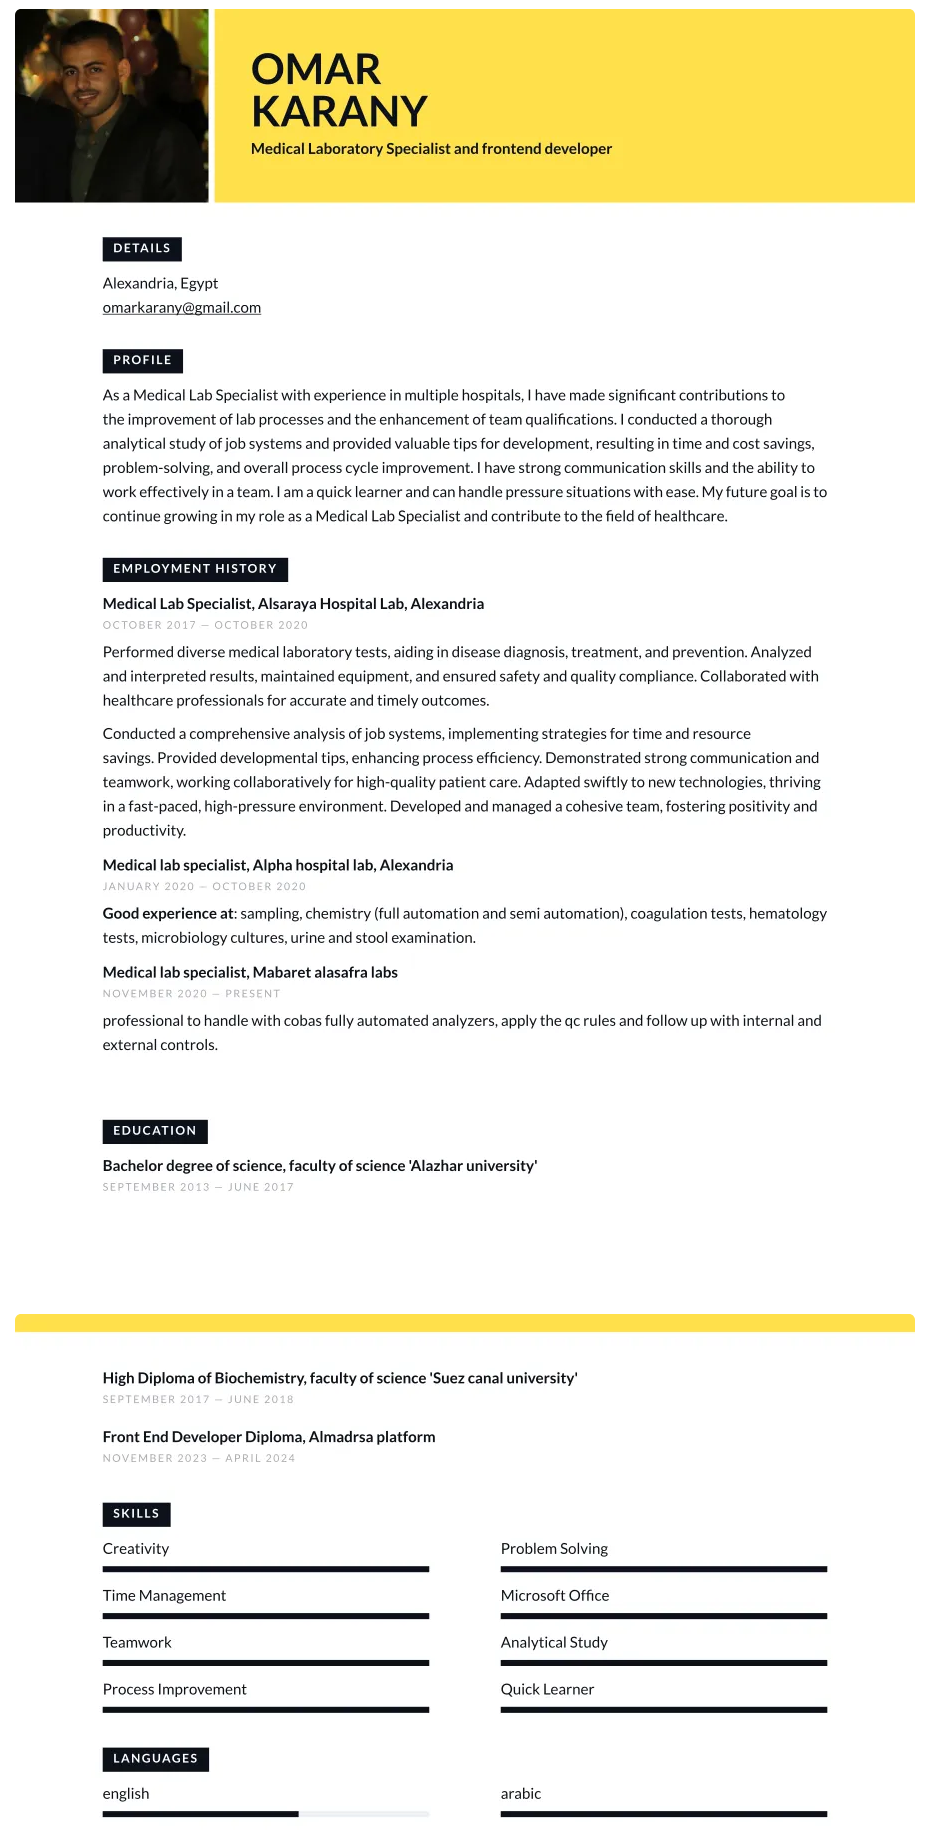 OMAR
KARANY
Medical Laboratory Specialist and frontend developer
DETAILS
Alexandria, Egypt
omarkarany@gmail.com
PROFILE
As a Medical Lab Specialist with experience in multiple hospitals, I have made significant contributions to
the improvement of lab processes and the enhancement of team qualifications. I conducted a thorough
analytical study of job systems and provided valuable tips for development, resulting in time and cost savings,
problem-solving, and overall process cycle improvement. I have strong communication skills and the ability to
work effectively in a team. I am a quick learner and can handle pressure situations with ease. My future goal is to
continue growing in my role as a Medical Lab Specialist and contribute to the field of healthcare.
EMPLOYMENT HISTORY
Medical Lab Specialist, Alsaraya Hospital Lab, Alexandria
OCTOBER 2017 — OCTOBER 2020
Performed diverse medical laboratory tests, aiding in disease diagnosis, treatment, and prevention. Analyzed
and interpreted results, maintained equipment, and ensured safety and quality compliance. Collaborated with
healthcare professionals for accurate and timely outcomes.
Conducted a comprehensive analysis of job systems, implementing strategies for time and resource
savings. Provided developmental tips, enhancing process efficiency. Demonstrated strong communication and
teamwork, working collaboratively for high-quality patient care. Adapted swiftly to new technologies, thriving
in a fast-paced, high-pressure environment. Developed and managed a cohesive team, fostering positivity and
productivity.
Medical lab specialist, Alpha hospital lab, Alexandria
JANUARY 2020 — OCTOBER 2020
Good experience at: sampling, chemistry (full automation and semi automation), coagulation tests, hematology
tests, microbiology cultures, urine and stool examination.
Medical lab specialist, Mabaret alasafra labs
NOVEMBER 2020 — PRESENT
professional to handle with cobas fully automated analyzers, apply the qc rules and follow up with internal and
external controls.
EDUCATION
Bachelor degree of science, faculty of science 'Alazhar university'
SEPTEMBER 2013 — JUNE 2017
High Diploma of Biochemistry, faculty of science 'Suez canal university'
SEPTEMBER 2017 — JUNE 2018
Front End Developer Diploma, Almadrsa platform
NOVEMBER 2023 — APRIL 2024
SKILLS
Creativity
Problem Solving
Time Management
Microsoft Office
Teamwork
Analytical Study
Process Improvement
Quick Learner
LANGUAGES
english
arabic